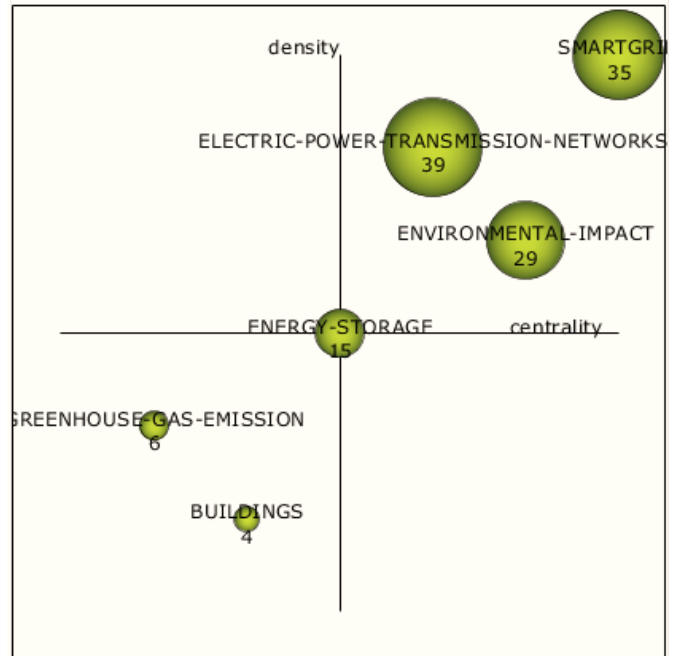 density
SMARTGRI
35
ELECTRIC-POWER-TRANSMISSION-NETWORKS
39
ENVIRONMENTAL-IMPACT
29
ENERGY-STORAGE
15
centrality
GREENHOUSE-GAS-EMISSION
6
BUILDINGS
4